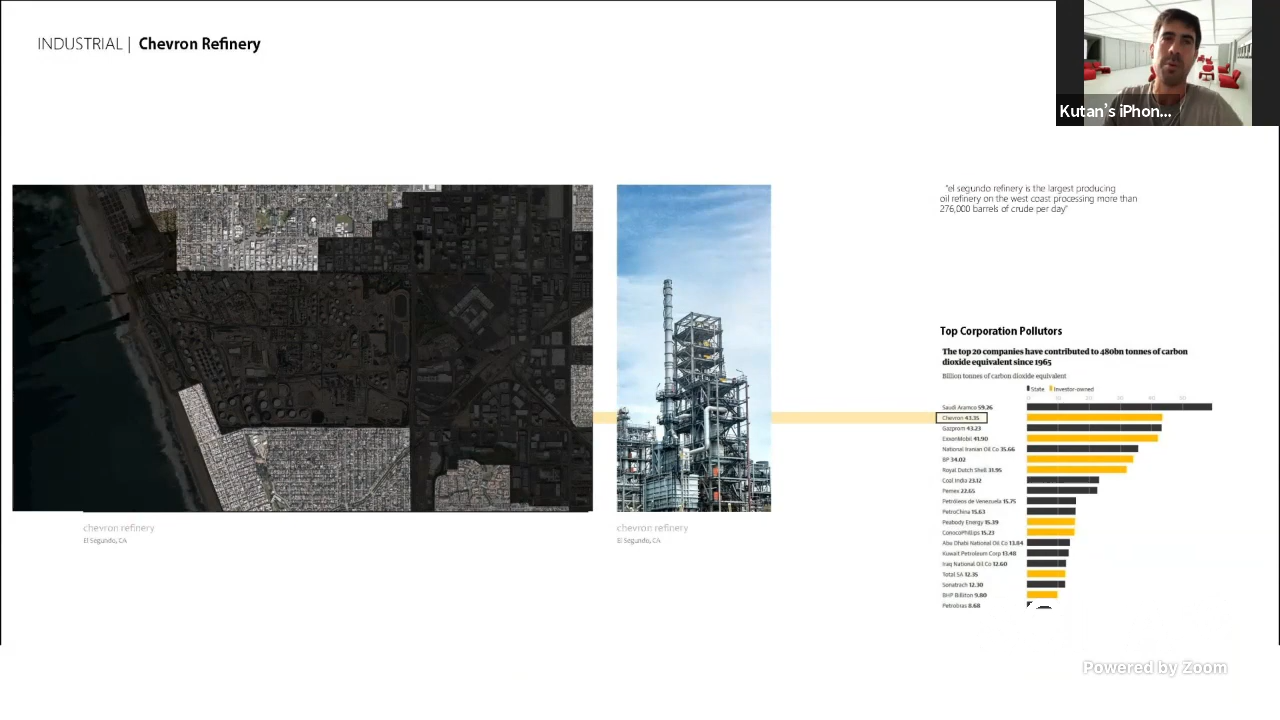 INDUSTRIAL | Chevron Refinery
Kutan's iPhon...
"el segundo refinery is the largest producing
oil refinery on the west coast processing more than
276,000 barrels of crude per day"
Top Corporation Pollutors
The top 20 companies have contributed to 480bn tonnes of carbon
dioxide equivalent since 1965
Billion tonnes of carbon dioxide equivalent
State Investor-owned
Saudi Aramco 59.26
Chevron 43.35
Gazprom 43.23
ExxonMobil 41.90
National Iranian Oil Co 35.66
BP 34.02
Royal Dutch Shell 31.95
Coal India 23.12
Pemex 22.65
Petróleos de Venezuela 15.75
PetroChina 15.63
Peabody Energy 15.39
ConocoPhillips 15.23
Abu Dhabi National Oil Co 13.84
Kuwait Petroleum Corp 13.48
Iraq National Oil Co 12.60
Total SA 12.35
Sonatrach 12.30
BHP Billiton 9.80
Petrobras 8.68
chevron refinery
El Segundo, CA
chevron refinery
El Segundo, CA
Powered by Zoom